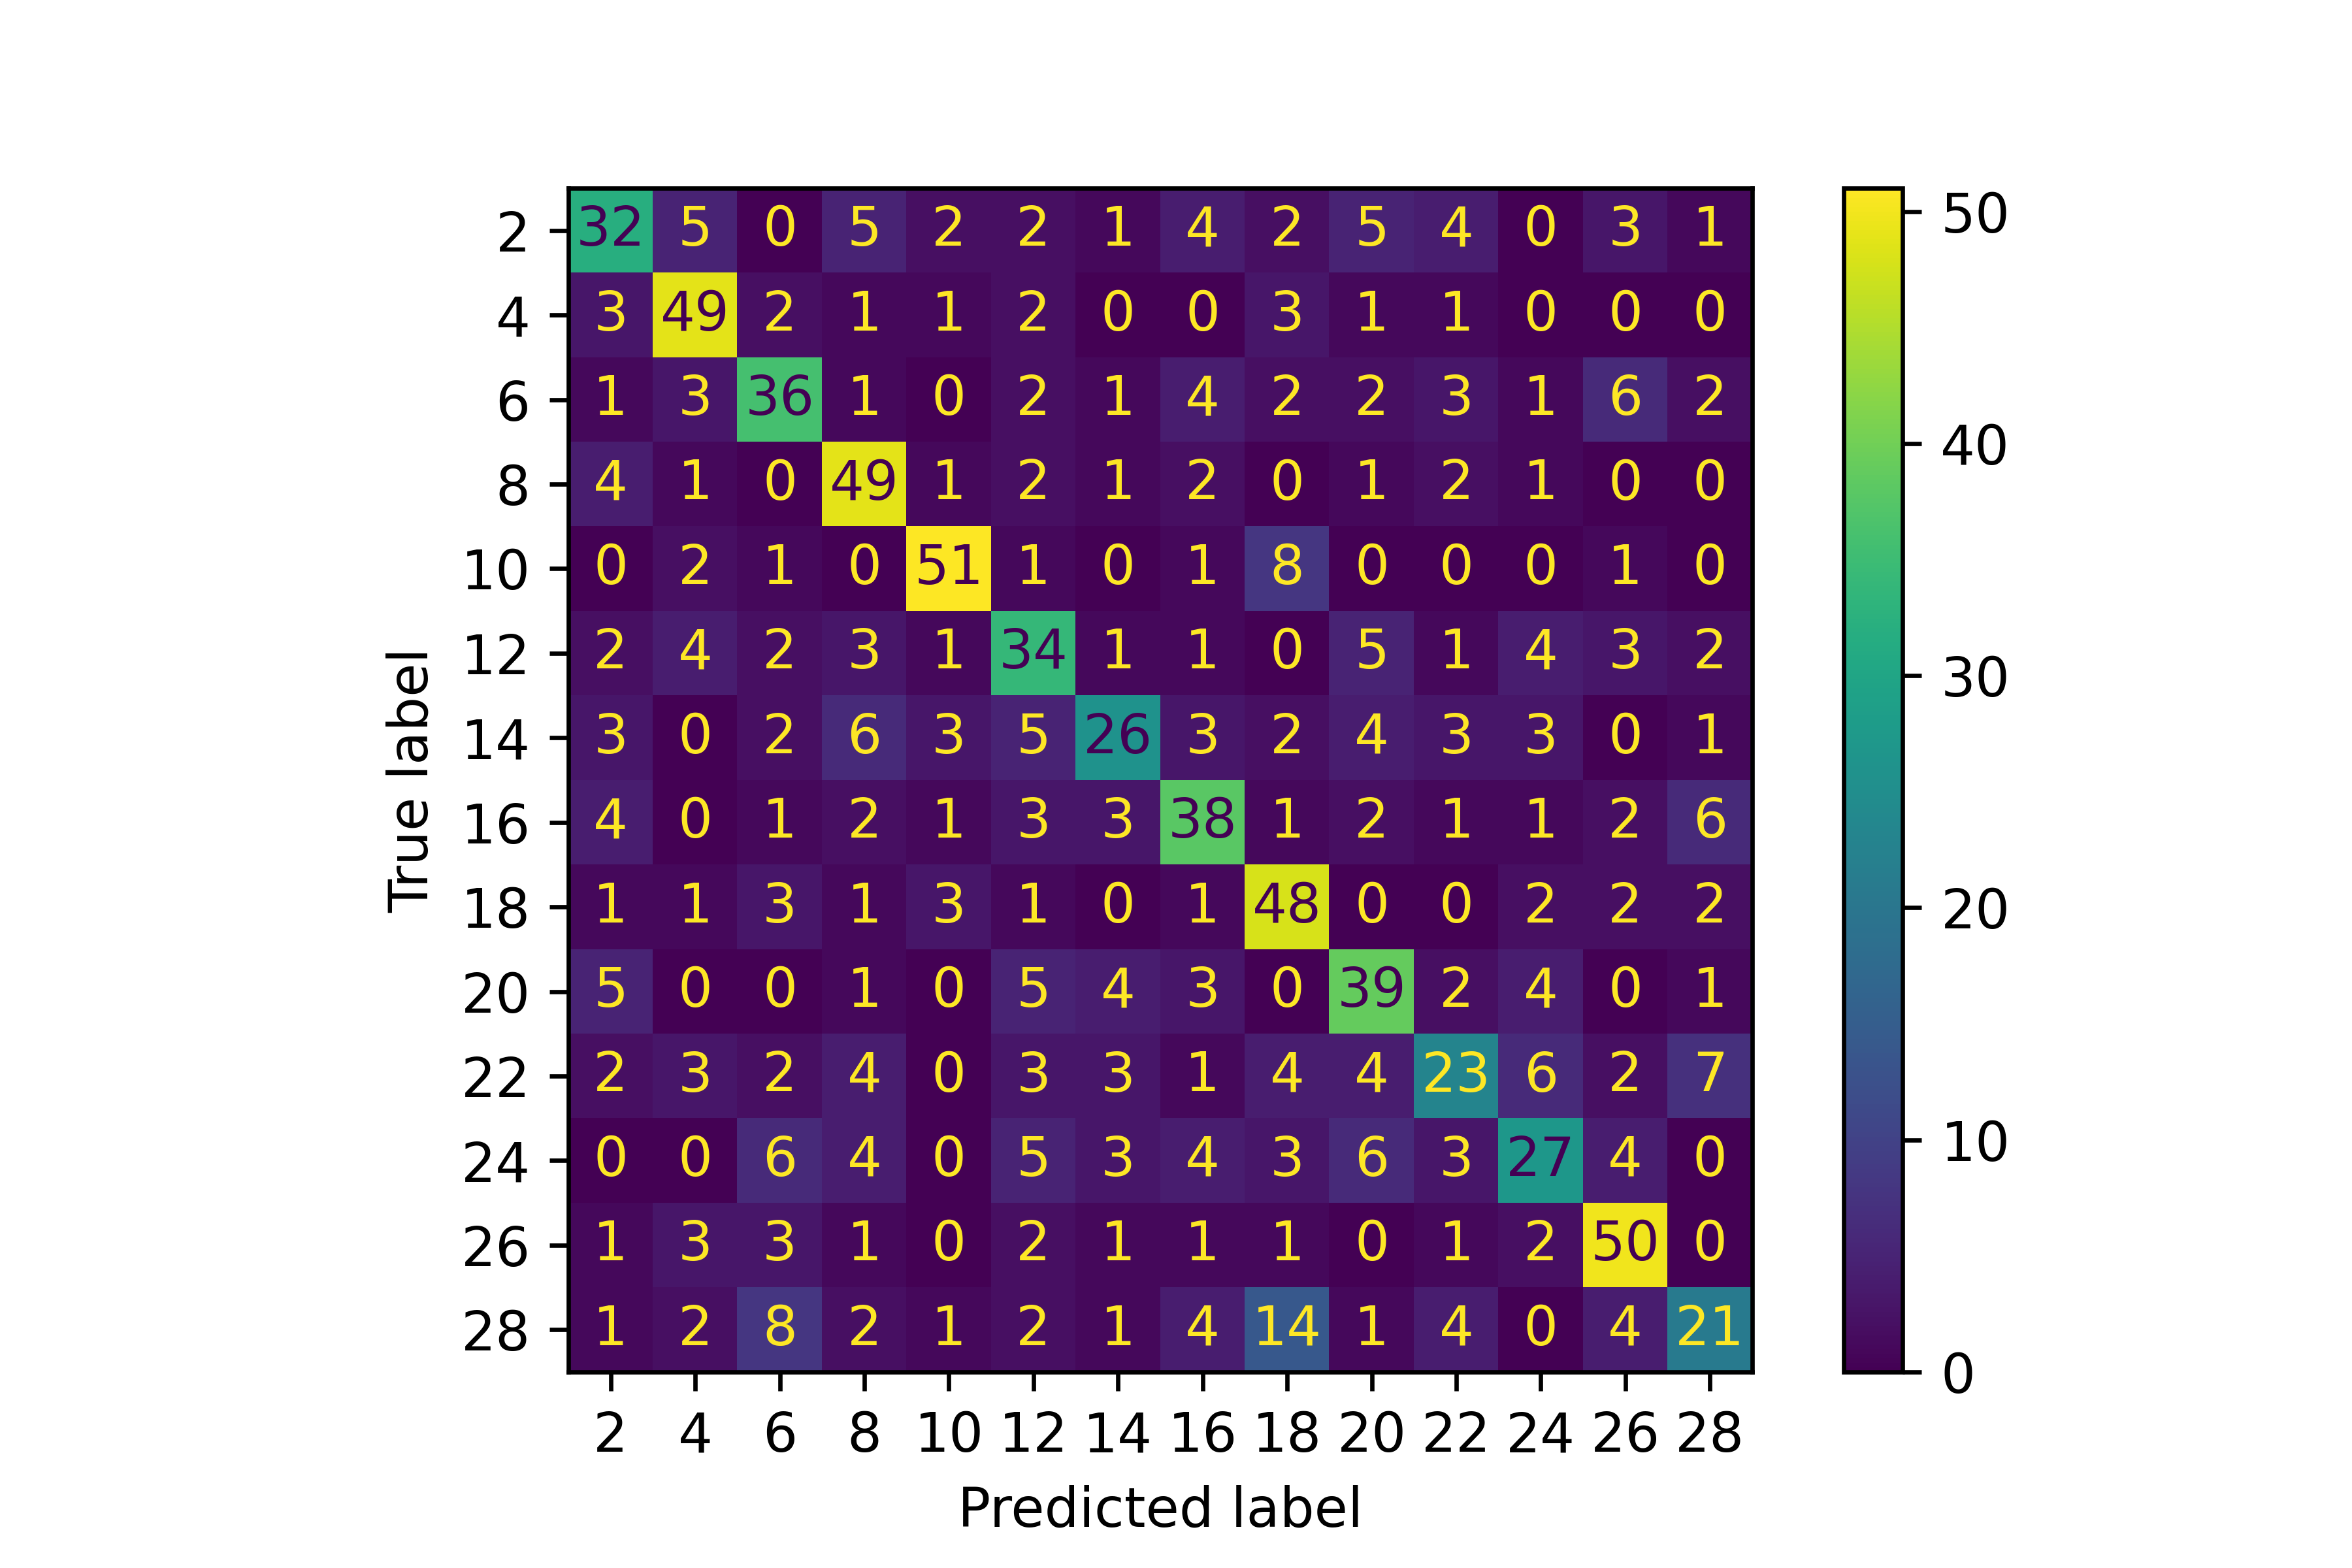 2 32 5 0 5 2 2 1 4 2 5 4 0 3 1
4 3 49 2 1 1 2 0 0 3 1 1 0 0 0
6 1 3 36 1 0 2 1 4 2 2 3 1 6 2
8 4 1 0 49 1 2 1 2 0 1 2 1 0 0
10 0 2 1 0 51 1 0 1 8 0 0 0 1 0
12 2 4 2 3 1 34 1 1 0 5 1 4 3 2
14 3 0 2 6 3 5 26 3 2 4 3 3 0 1
16 4 0 1 2 1 3 3 38 1 2 1 1 2 6
18 1 1 3 1 3 1 0 1 48 0 0 2 2 2
20 5 0 0 1 0 5 4 3 0 39 2 4 0 1
22 2 3 2 4 0 3 3 1 4 4 23 6 2 7
24 0 0 6 4 0 5 3 4 3 6 3 27 4 0
26 1 3 3 1 0 2 1 1 1 0 1 2 50 0
28 1 2 8 2 1 2 1 4 14 1 4 0 4 21
2 4 6 8 10 12 14 16 18 20 22 24 26 28
Predicted label
True label
50
40
30
20
10
0